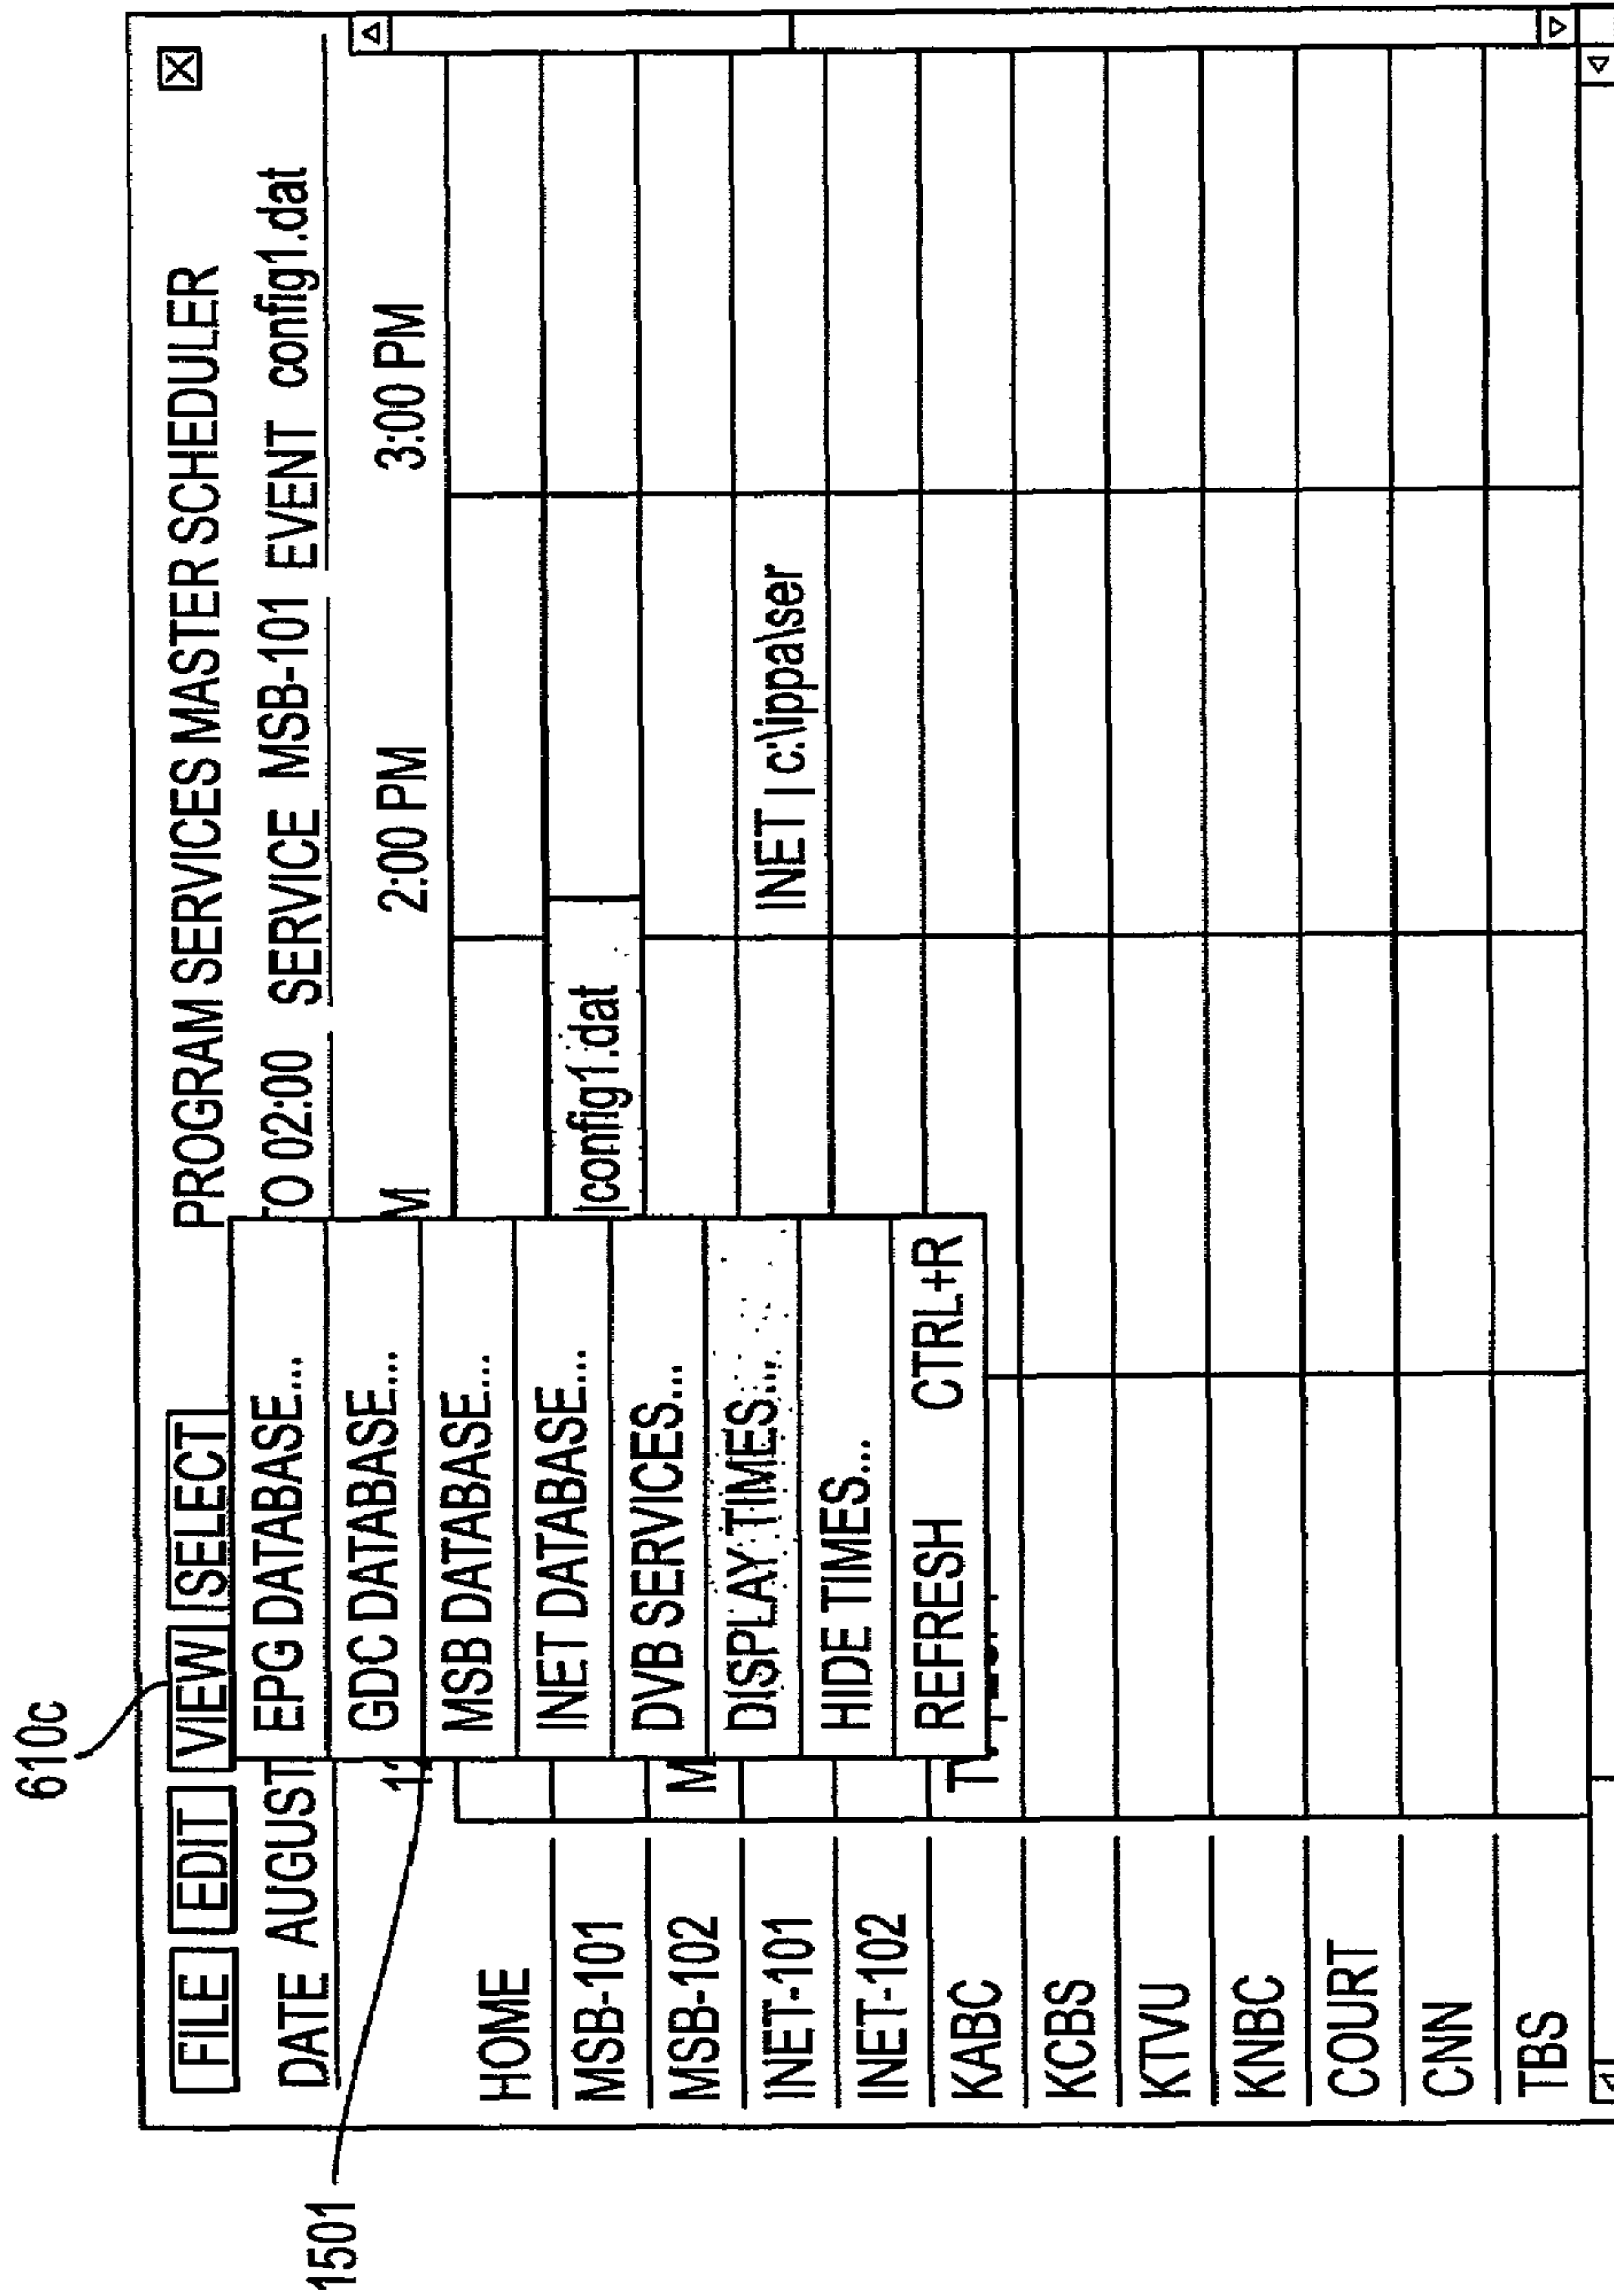 610c
PROGRAM SERVICES MASTER SCHEDULER
FILE EDIT VIEW SELECT
DATE AUGUST TO 02:00 SERVICE MSB-101 EVENT config1.dat
2:00 PM 3:00 PM
1501
EPG DATABASE...
GDC DATABASE...
MSB DATABASE...
INET DATABASE...
DVB SERVICES...
DISPLAY TIMES...
HIDE TIMES...
REFRESH CTRL+R
HOME
MSB-101 config1.dat
MSB-102
INET-101 INET | c:\ippa\ser
INET-102
KABC
KCBS
KTVU
KNBC
COURT
CNN
TBS